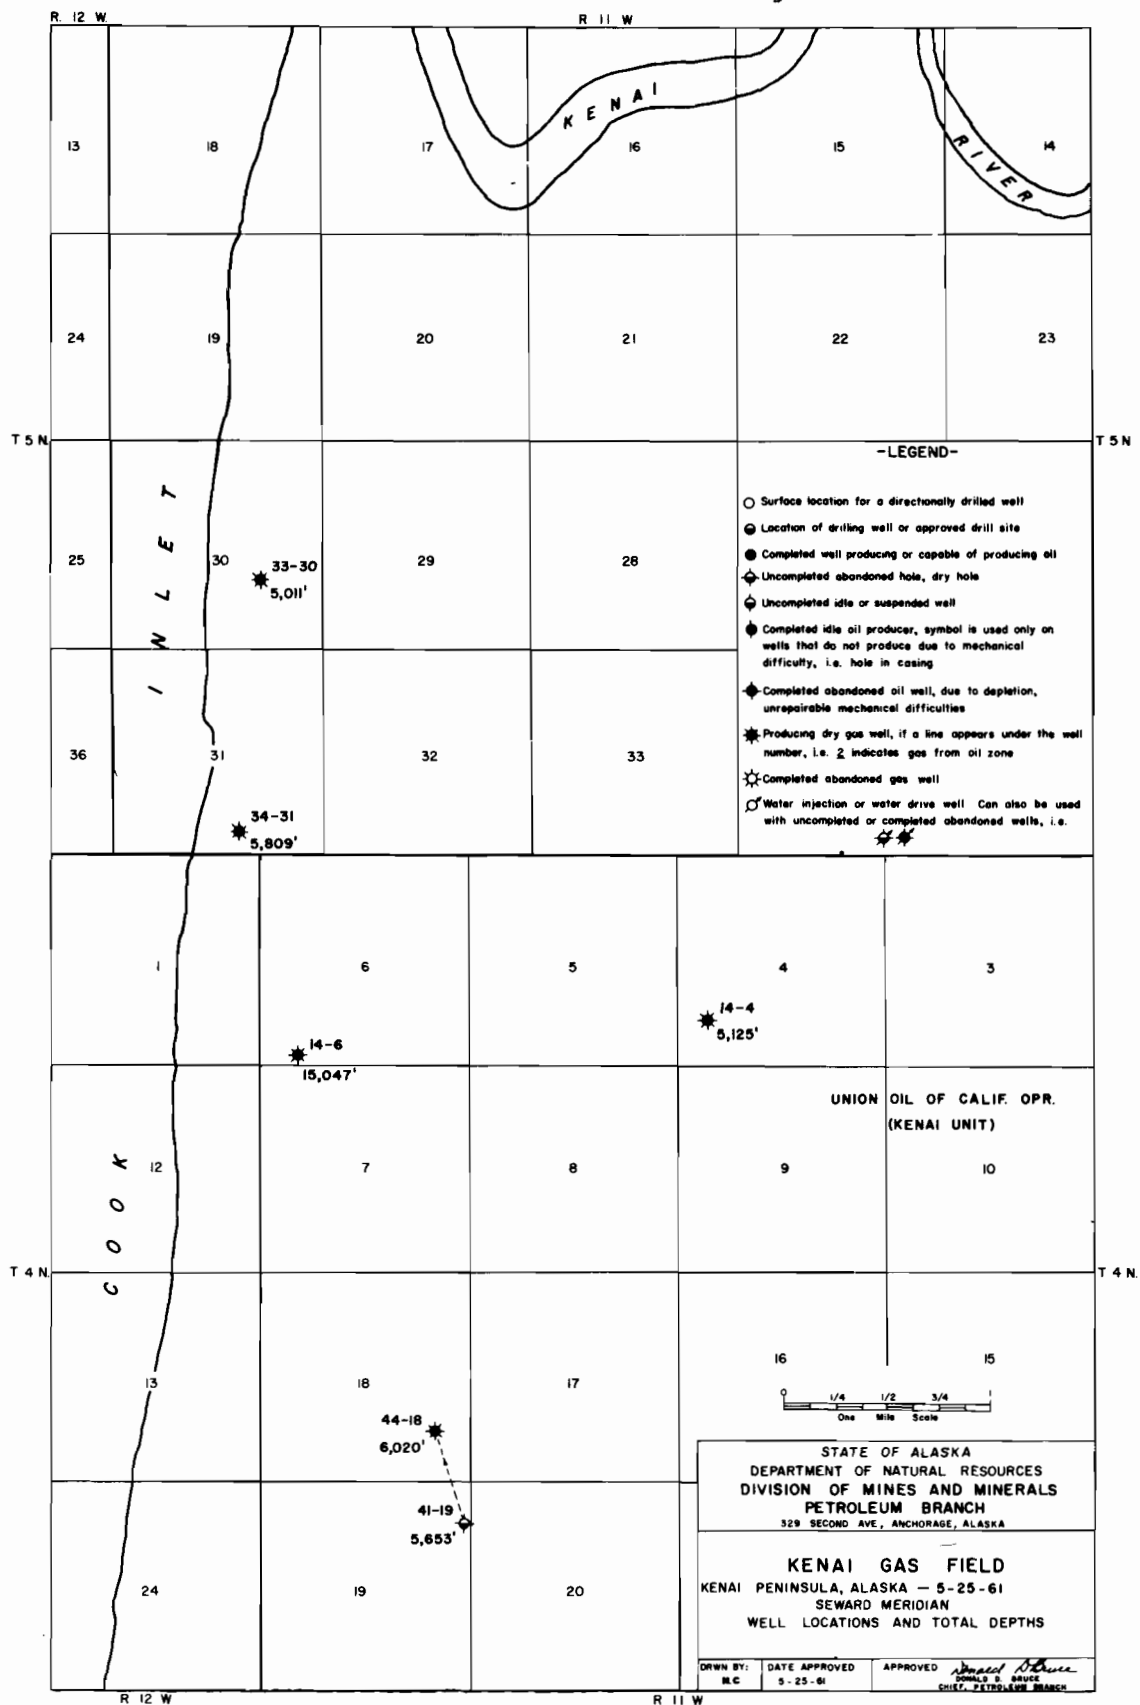 R. 12 W.
R 11 W
KENAI
RIVER
13
18
17
16
15
14
24
19
20
21
22
23
T 5 N.
T 5 N
-LEGEND-
Surface location for a directionally drilled well
Location of drilling well or approved drill site
Completed well producing or capable of producing oil
Uncompleted abandoned hole, dry hole
Uncompleted idle or suspended well
Completed idle oil producer, symbol is used only on
wells that do not produce due to mechanical
difficulty, i.e. hole in casing
Completed abandoned oil well, due to depletion,
unrepairable mechanical difficulties
Producing dry gas well, if a line appears under the well
number, i.e. 2 indicates gas from oil zone
Completed abandoned gas well
Water injection or water drive well Can also be used
with uncompleted or completed abandoned wells, i.e.
INLET
25
30
33-30
5,011'
29
28
36
31
32
33
34-31
5,809'
1
6
5
4
3
14-4
5,125'
14-6
15,047'
UNION OIL OF CALIF. OPR.
(KENAI UNIT)
COOK
12
7
8
9
10
T 4 N.
T 4 N.
16
15
13
18
17
0 1/4 1/2 3/4 1
One Mile Scale
44-18
6,020'
41-19
5,653'
24
19
20
STATE OF ALASKA
DEPARTMENT OF NATURAL RESOURCES
DIVISION OF MINES AND MINERALS
PETROLEUM BRANCH
329 SECOND AVE, ANCHORAGE, ALASKA
KENAI GAS FIELD
KENAI PENINSULA, ALASKA — 5-25-61
SEWARD MERIDIAN
WELL LOCATIONS AND TOTAL DEPTHS
DRWN BY:
DATE APPROVED
APPROVED Donald D Bruce
5-25-61
DONALD D. BRUCE
CHIEF, PETROLEUM BRANCH
R 12 W
R 11 W